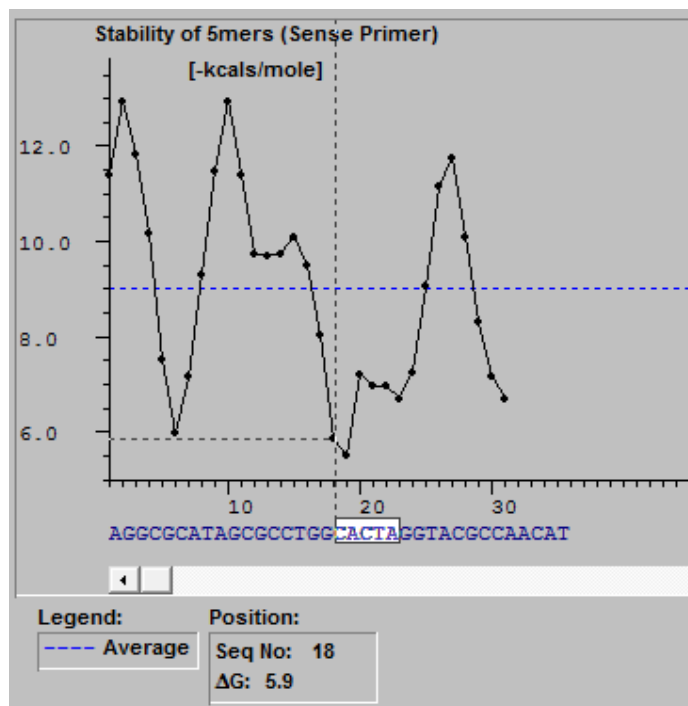 Stability of 5mers (Sense Primer)
[-kcals/mole]
12.0
10.0
8.0
6.0
10 20 30
AGGCGCATAGCGCCTGGCACTAGGTACGCCAACAT
Legend: Position:
Average
Seq No: 18
ΔG: 5.9